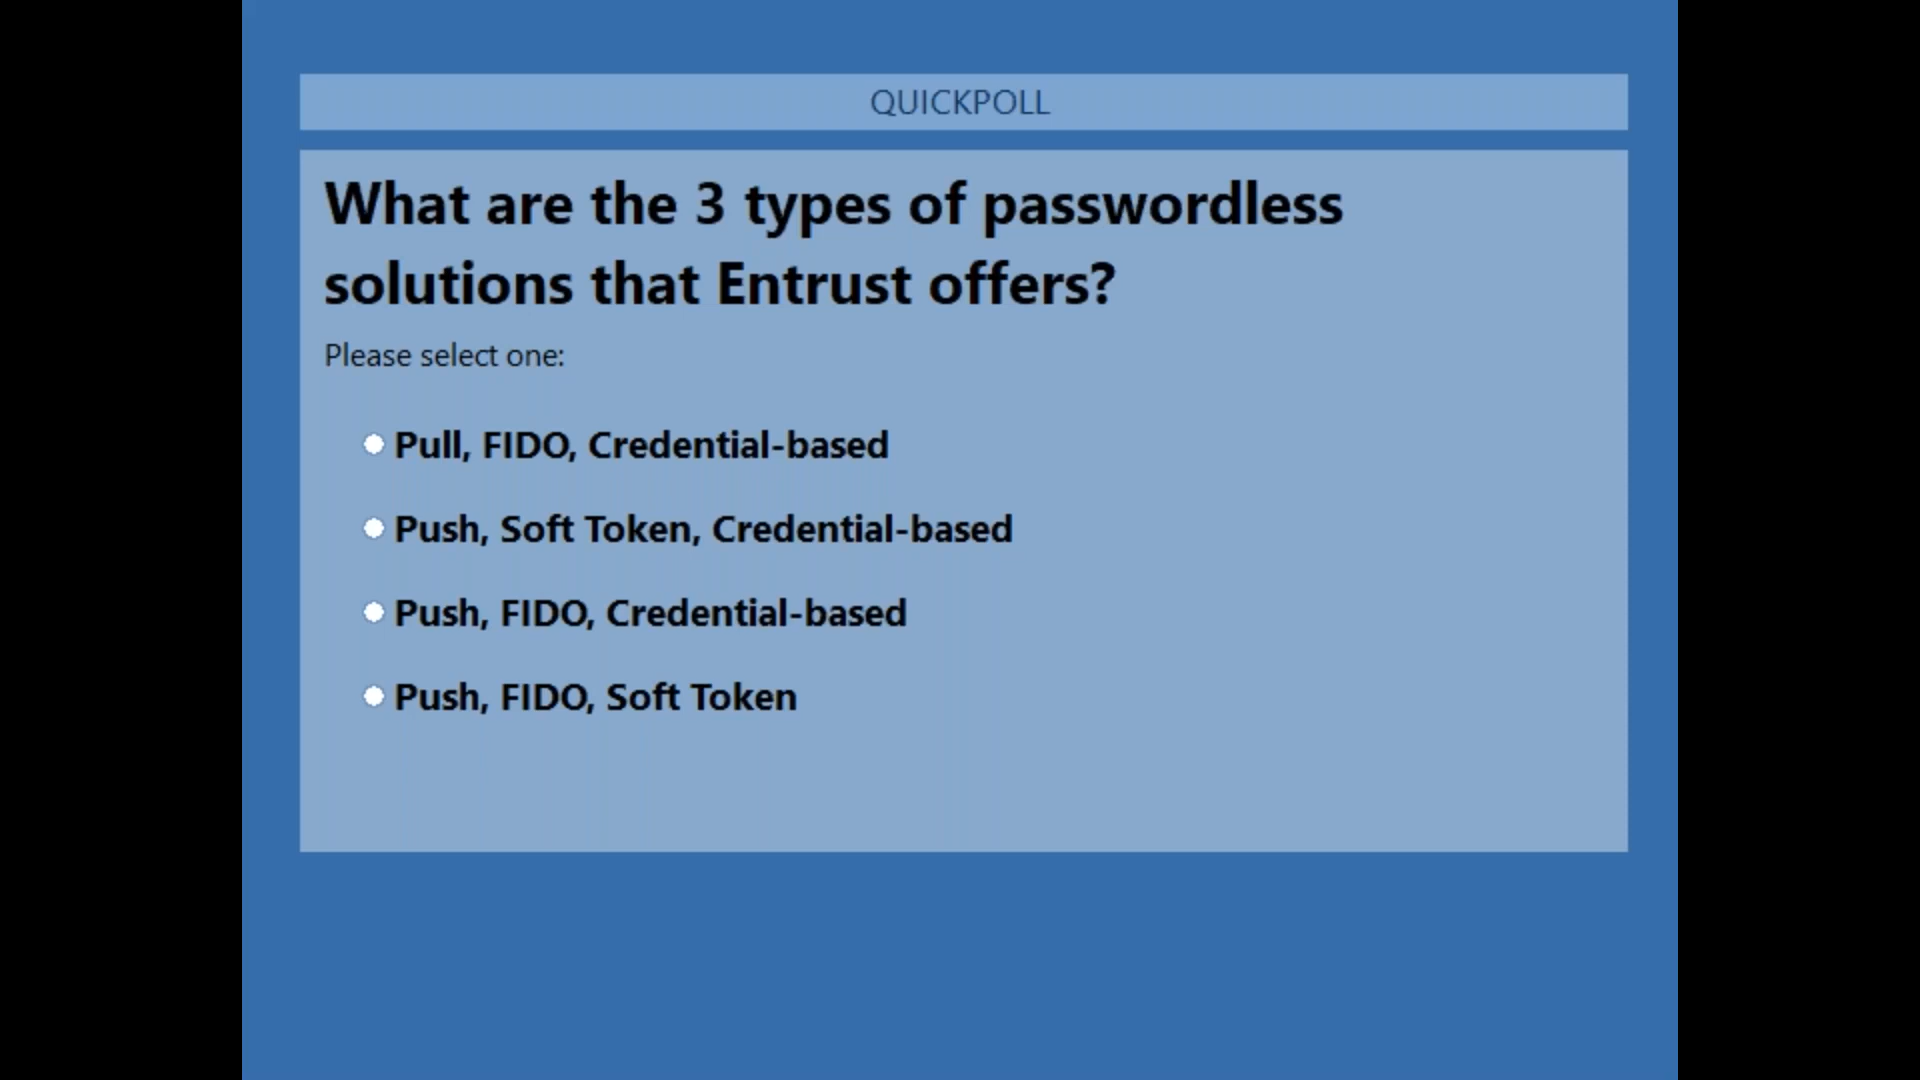 QUICKPOLL
What are the 3 types of passwordless
solutions that Entrust offers?
Please select one:
Pull, FIDO, Credential-based
Push, Soft Token, Credential-based
Push, FIDO, Credential-based
Push, FIDO, Soft Token